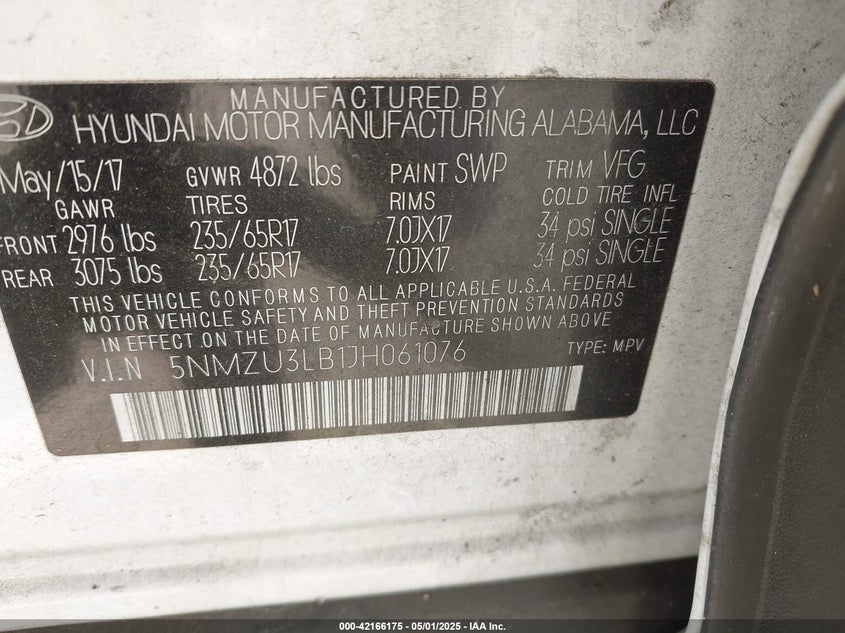 MANUFACTURED BY
HYUNDAI MOTOR MANUFACTURING ALABAMA, LLC
May/15/17 GVWR 4872 lbs PAINT SWP TRIM VFG
GAWR TIRES RIMS COLD TIRE INFL
FRONT 2976 lbs 235/65R17 7.0JX17 34 psi SINGLE
REAR 3075 lbs 235/65R17 7.0JX17 34 psi SINGLE
THIS VEHICLE CONFORMS TO ALL APPLICABLE U.S.A. FEDERAL
MOTOR VEHICLE SAFETY AND THEFT PREVENTION STANDARDS
IN EFFECT ON THE DATE OF MANUFACTURE SHOWN ABOVE
V.I.N 5NMZU3LB1JH061076 TYPE: MPV
000-42166175 - 05/01/2025 - IAA Inc.